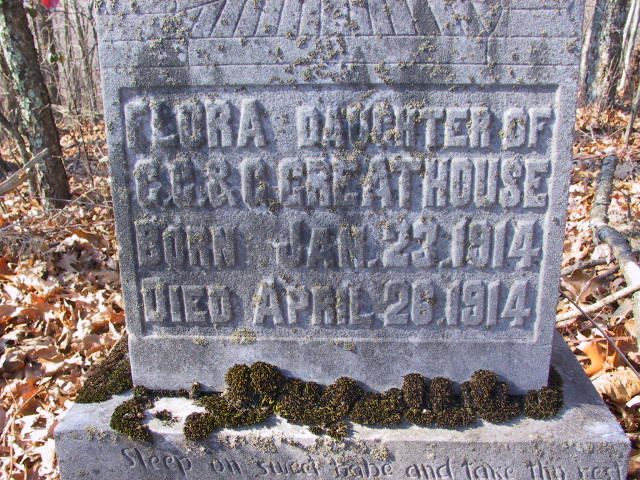 FLORA DAUGHTER OF
C.C. & C. GREATHOUSE
BORN JAN. 23. 1914
DIED APRIL 28. 1914
Sleep on sweet babe and take thy rest